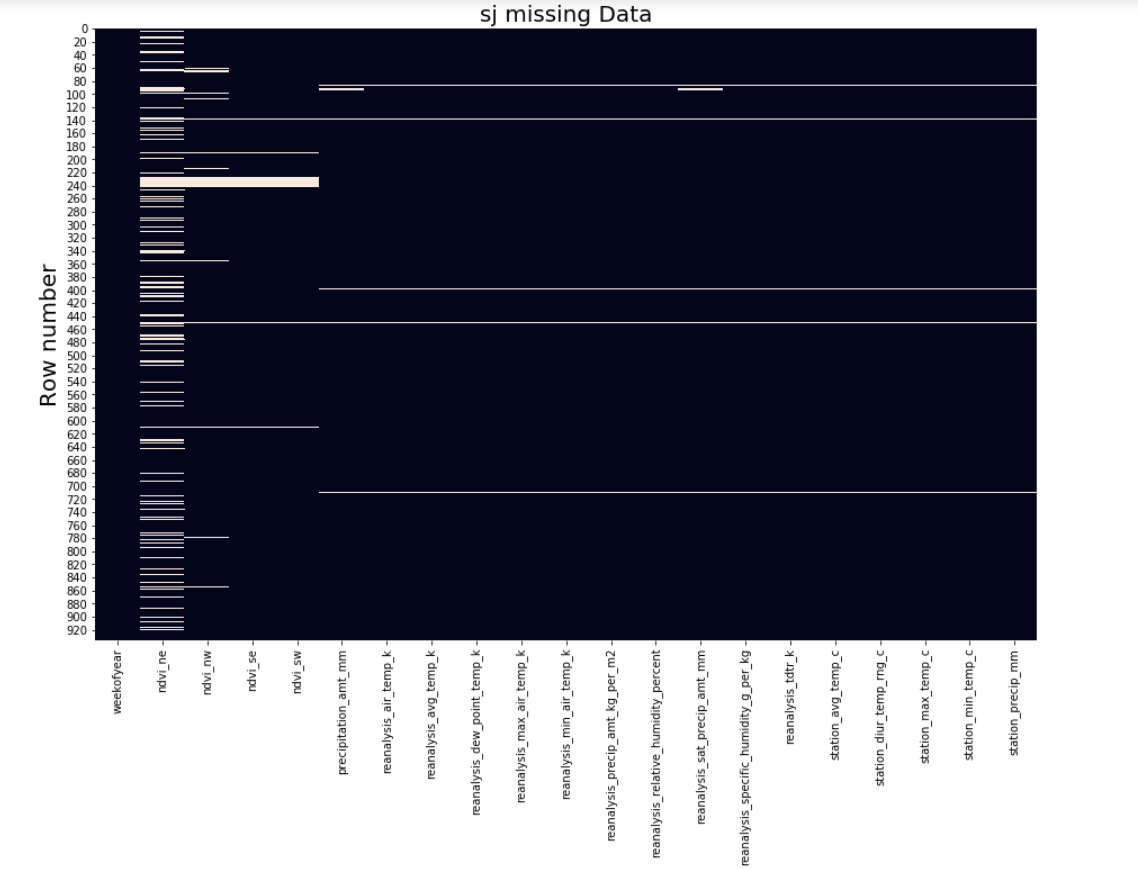 sj missing Data
Row number
0
20
40
60
80
100
120
140
160
180
200
220
240
260
280
300
320
340
360
380
400
420
440
460
480
500
520
540
560
580
600
620
640
660
680
700
720
740
760
780
800
820
840
860
880
900
920
weekofyear
ndvi_ne
ndvi_nw
ndvi_se
ndvi_sw
precipitation_amt_mm
reanalysis_air_temp_k
reanalysis_avg_temp_k
reanalysis_dew_point_temp_k
reanalysis_max_air_temp_k
reanalysis_min_air_temp_k
reanalysis_precip_amt_kg_per_m2
reanalysis_relative_humidity_percent
reanalysis_sat_precip_amt_mm
reanalysis_specific_humidity_g_per_kg
reanalysis_tdtr_k
station_avg_temp_c
station_diur_temp_rng_c
station_max_temp_c
station_min_temp_c
station_precip_mm